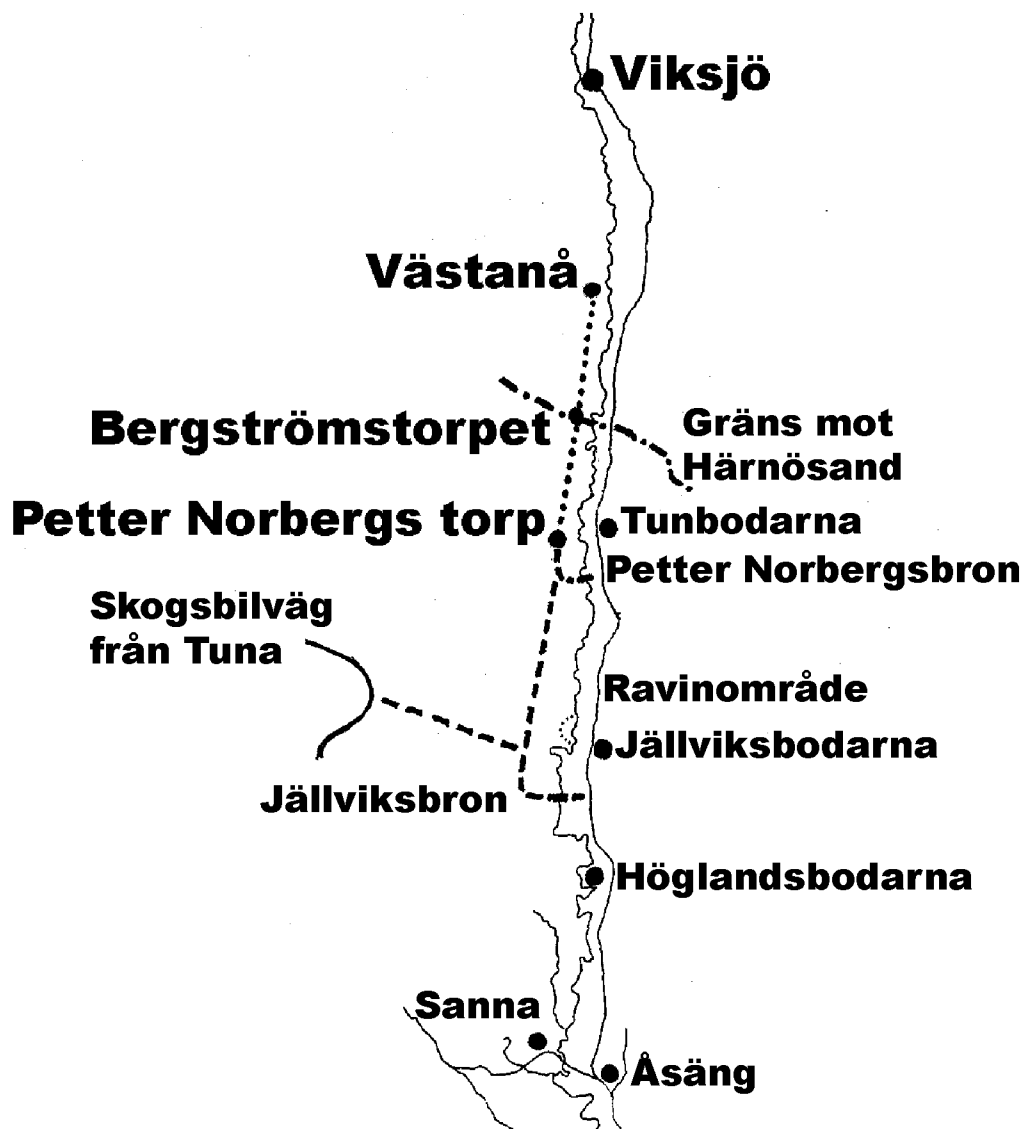 Viksjö
Västanå
Bergströmstorpet
Gräns mot
Härnösand
Petter Norbergs torp
Tunbodarna
Petter Norbergsbron
Skogsbilväg
från Tuna
Ravinområde
Jällviksbodarna
Jällviksbron
Höglandsbodarna
Sanna
Åsäng